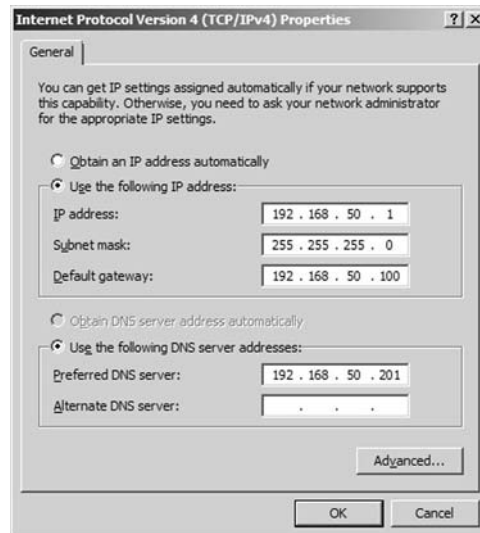 Internet Protocol Version 4 (TCP/IPv4) Properties ? X
General
You can get IP settings assigned automatically if your network supports
this capability. Otherwise, you need to ask your network administrator
for the appropriate IP settings.
Obtain an IP address automatically
Use the following IP address:
IP address: 192 . 168 . 50 . 1
Subnet mask: 255 . 255 . 255 . 0
Default gateway: 192 . 168 . 50 . 100
Obtain DNS server address automatically
Use the following DNS server addresses:
Preferred DNS server: 192 . 168 . 50 . 201
Alternate DNS server: . . .
Advanced...
OK Cancel